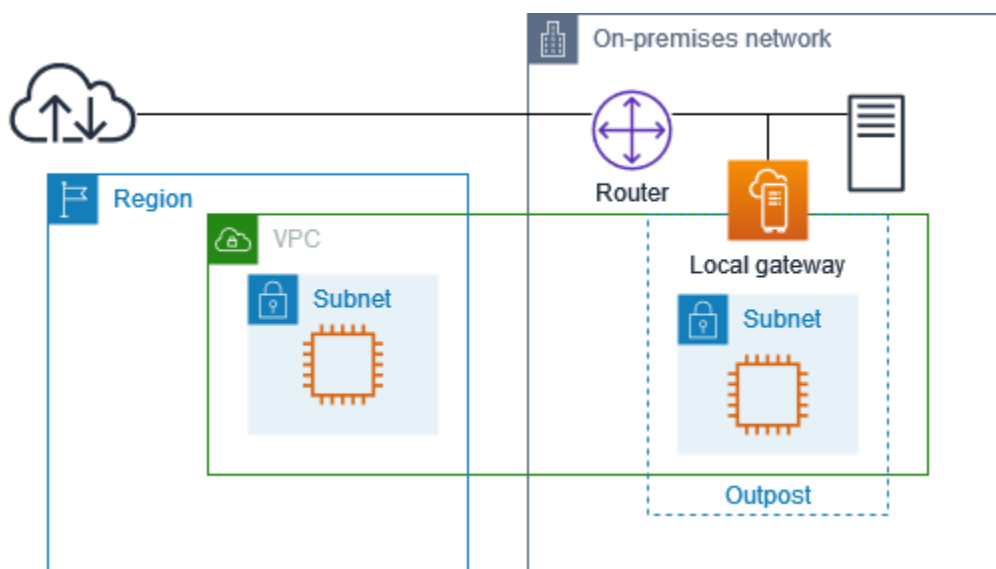 On-premises network
Router
Region
VPC
Local gateway
Subnet
Subnet
Outpost